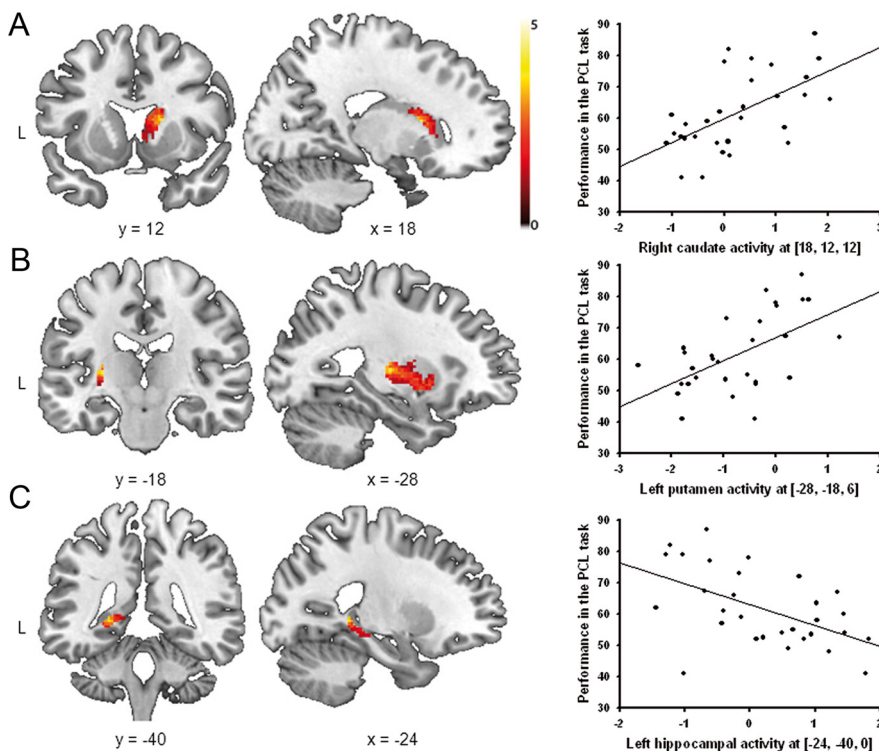 A
L
y = 12
x = 18
5
0
Performance in the PCL task
90
80
70
60
50
40
30
-2
-1
0
1
2
3
Right caudate activity at [18, 12, 12]
B
L
y = -18
x = -28
Performance in the PCL task
90
80
70
60
50
40
30
-3
-2
-1
0
1
2
Left putamen activity at [-28, -18, 6]
C
L
y = -40
x = -24
Performance in the PCL task
90
80
70
60
50
40
30
-2
-1
0
1
2
Left hippocampal activity at [-24, -40, 0]